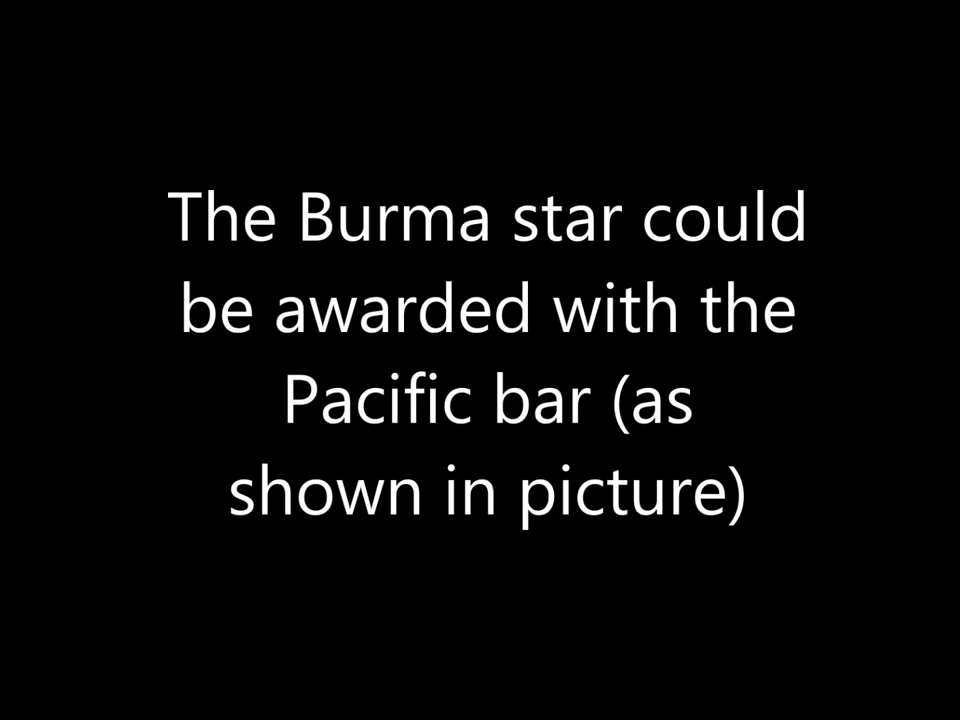 The Burma star could
be awarded with the
Pacific bar (as
shown in picture)